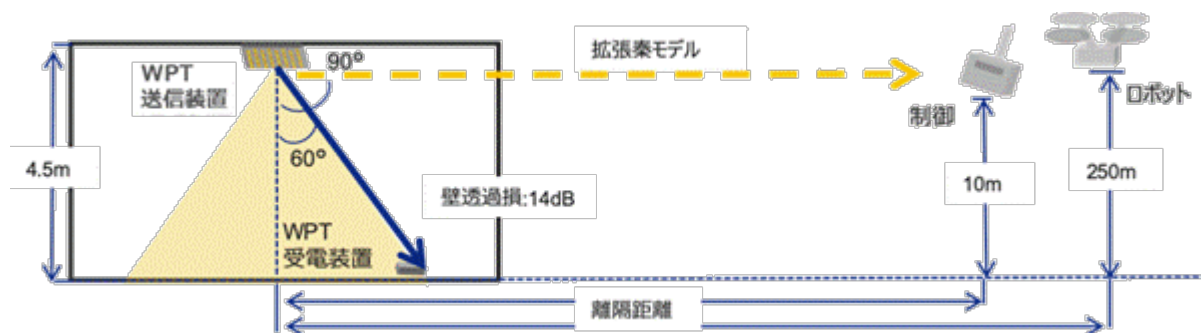 拡張秦モデル
WPT
送信装置
90°
ロボット
制御
4.5m
60°
壁透過損:14dB
10m
250m
WPT
受電装置
離隔距離